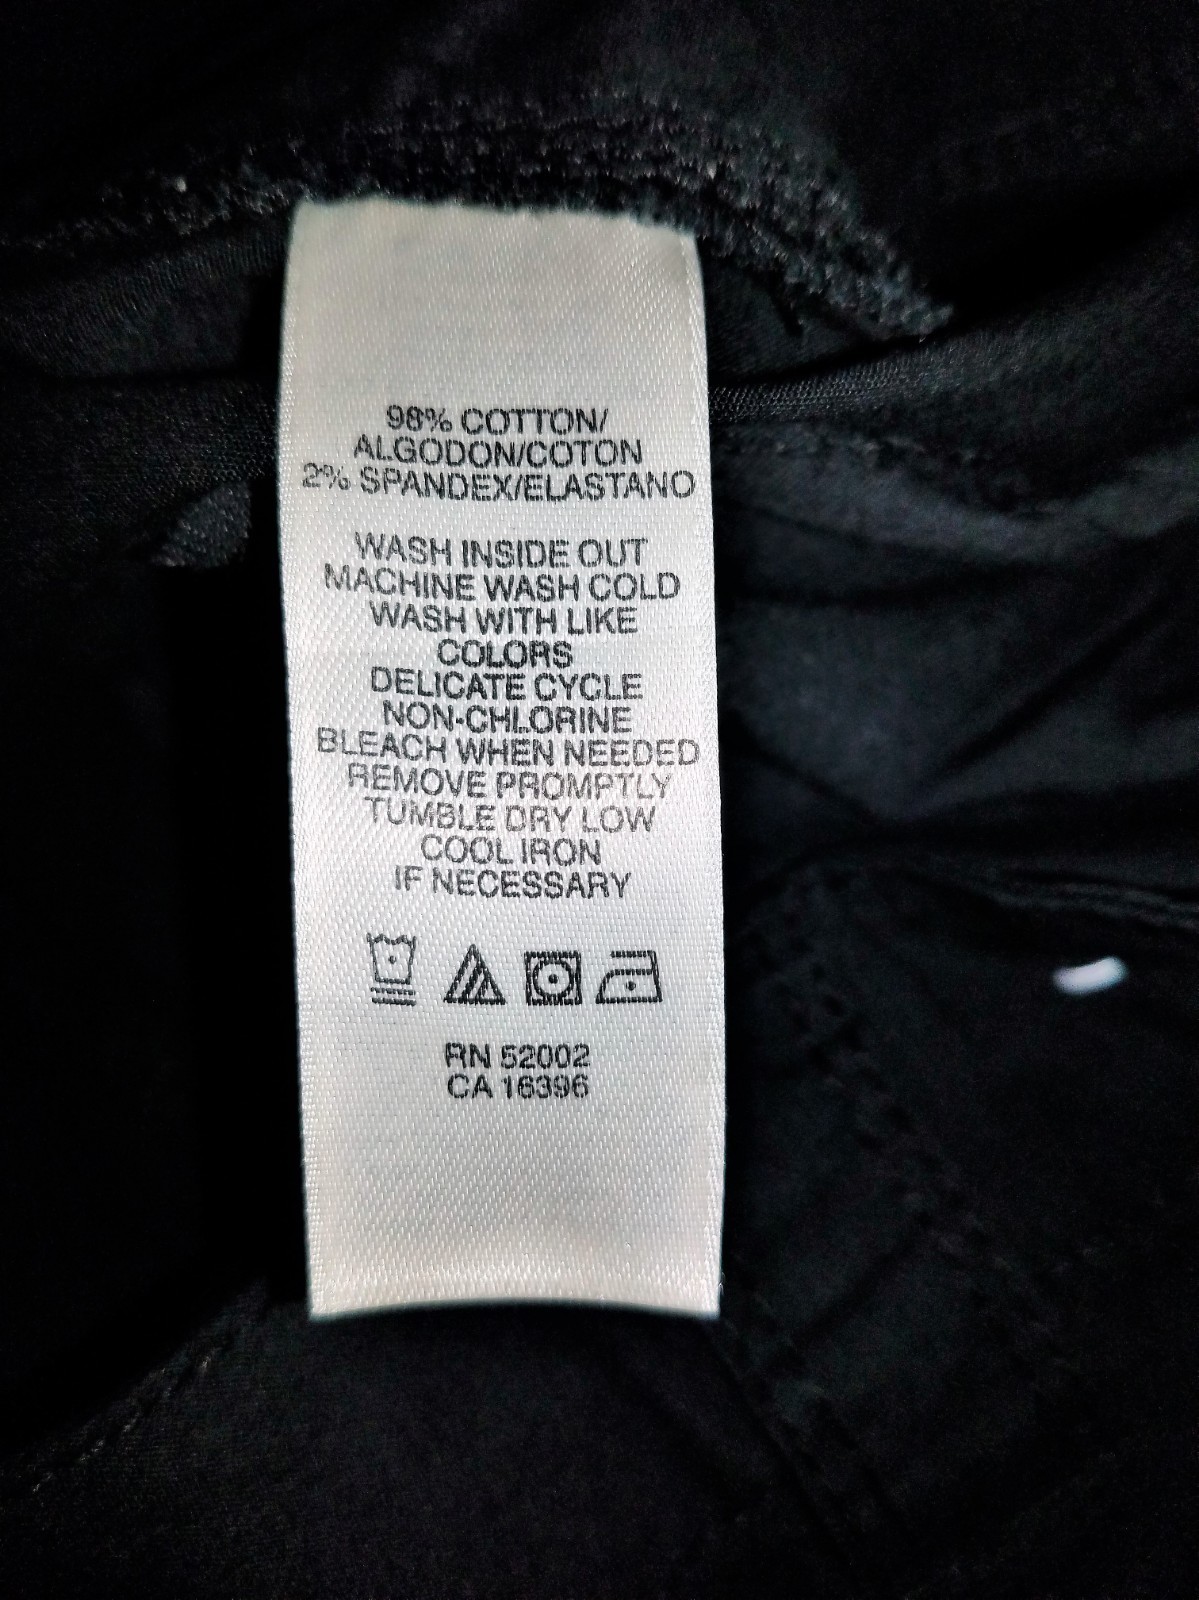 98% COTTON/
ALGODON/COTON
2% SPANDEX/ELASTANO
WASH INSIDE OUT
MACHINE WASH COLD
WASH WITH LIKE
COLORS
DELICATE CYCLE
NON-CHLORINE
BLEACH WHEN NEEDED
REMOVE PROMPTLY
TUMBLE DRY LOW
COOL IRON
IF NECESSARY
RN 52002
CA 16396